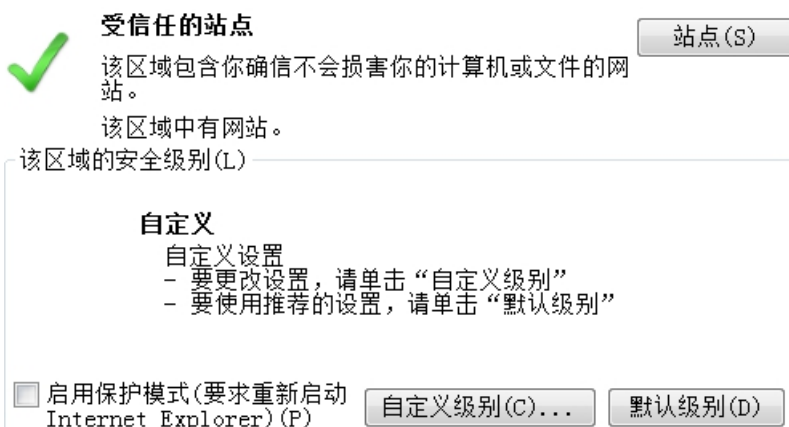 受信任的站点
站点(S)
该区域包含你确信不会损害你的计算机或文件的网
站。
该区域中有网站。
该区域的安全级别(L)
自定义
自定义设置
- 要更改设置，请单击“自定义级别”
- 要使用推荐的设置，请单击“默认级别”
启用保护模式(要求重新启动
Internet Explorer)(P)
自定义级别(C)...
默认级别(D)